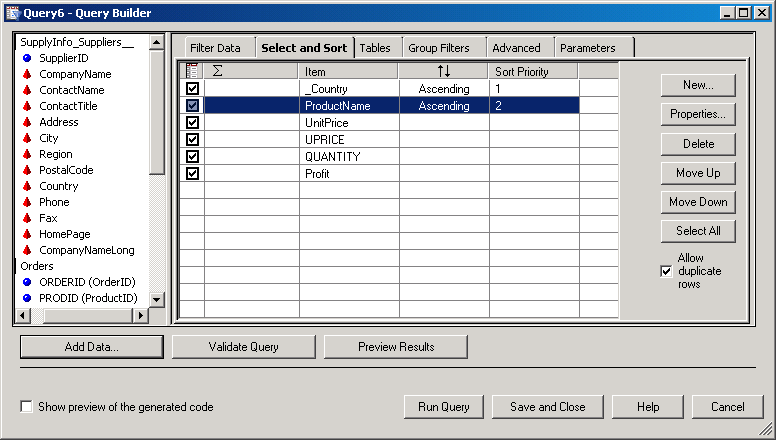 Query6 - Query Builder
SupplyInfo_Suppliers__
SupplierID
CompanyName
ContactName
ContactTitle
Address
City
Region
PostalCode
Country
Phone
Fax
HomePage
CompanyNameLong
Orders
ORDERID (OrderID)
PRODID (ProductID)
Filter Data Select and Sort Tables Group Filters Advanced Parameters
Σ Item Sort Priority
_Country Ascending 1
ProductName Ascending 2
UnitPrice
UPRICE
QUANTITY
Profit
New...
Properties...
Delete
Move Up
Move Down
Select All
Allow
duplicate
rows
Add Data... Validate Query Preview Results
Show preview of the generated code
Run Query Save and Close Help Cancel